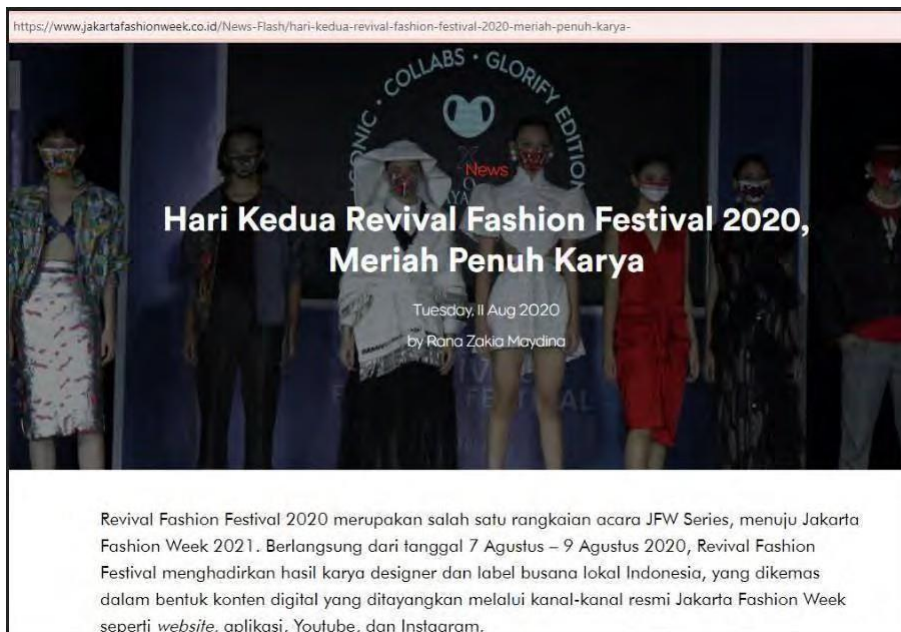 https://www.jakartafashionweek.co.id/News-Flash/hari-kedua-revival-fashion-festival-2020-meriah-penuh-karya-
COLLABS • GLORIFY EDITION
News
Hari Kedua Revival Fashion Festival 2020,
Meriah Penuh Karya
Tuesday, 11 Aug 2020
by Rana Zakia Maydina
Revival Fashion Festival 2020 merupakan salah satu rangkaian acara JFW Series, menuju Jakarta
Fashion Week 2021. Berlangsung dari tanggal 7 Agustus – 9 Agustus 2020, Revival Fashion
Festival menghadirkan hasil karya designer dan label busana lokal Indonesia, yang dikemas
dalam bentuk konten digital yang ditayangkan melalui kanal-kanal resmi Jakarta Fashion Week
seperti website, aplikasi, Youtube, dan Instagram.